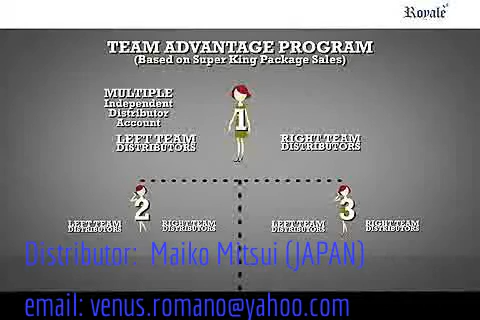 Royalē
TEAM ADVANTAGE PROGRAM
(Based on Super King Package Sales)
MULTIPLE
Independent
Distributor
Account
LEFT TEAM
DISTRIBUTORS
1
RIGHT TEAM
DISTRIBUTORS
2
3
LEFT TEAM
DISTRIBUTORS
RIGHT TEAM
DISTRIBUTORS
LEFT TEAM
DISTRIBUTORS
RIGHT TEAM
DISTRIBUTORS
Distributor: Maiko Mitsui (JAPAN)
email: venus.romano@yahoo.com